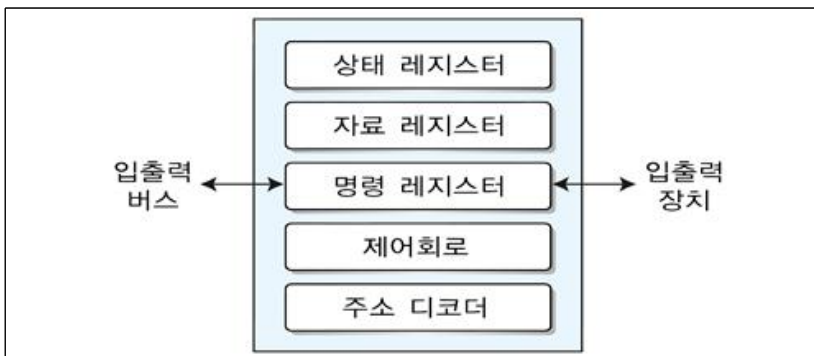 상태 레지스터
자료 레지스터
입출력
버스
명령 레지스터
입출력
장치
제어회로
주소 디코더